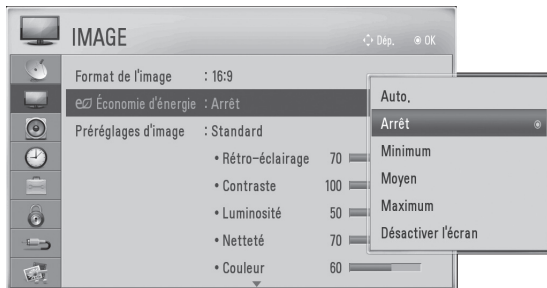 IMAGE
Dép. OK
Format de l'image : 16:9
Économie d'énergie : Arrêt
Préréglages d'image : Standard
• Rétro-éclairage 70
• Contraste 100
• Luminosité 50
• Netteté 70
• Couleur 60
Auto.
Arrêt
Minimum
Moyen
Maximum
Désactiver l'écran